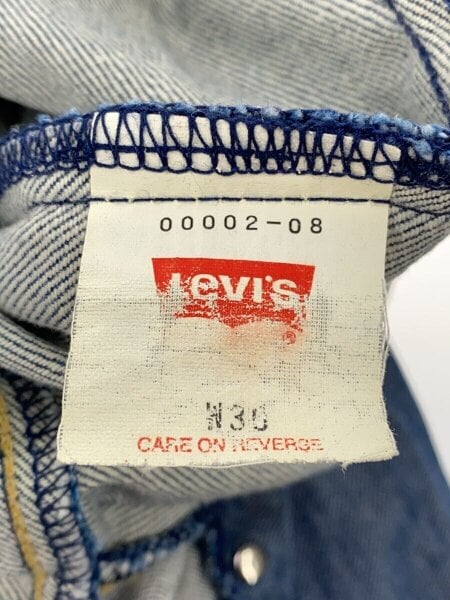 00002-08
Levi's
®
W30
CARE ON REVERSE